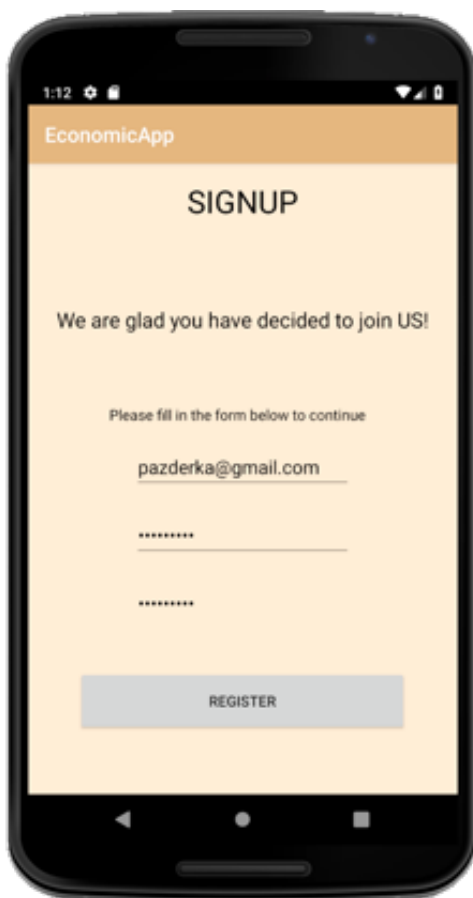 1:12
EconomicApp
SIGNUP
We are glad you have decided to join US!
Please fill in the form below to continue
pazderka@gmail.com
•••••••••
•••••••••
REGISTER